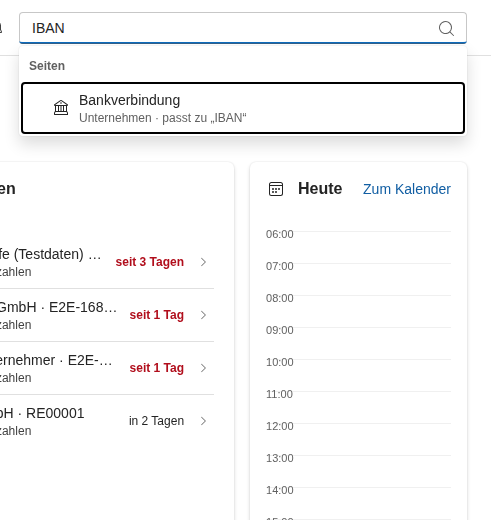 IBAN
Seiten
Bankverbindung
Unternehmen · passt zu „IBAN“
en
fe (Testdaten) … seit 3 Tagen
zahlen
GmbH · E2E-168… seit 1 Tag
zahlen
ernehmer · E2E-… seit 1 Tag
zahlen
bH · RE00001 in 2 Tagen
zahlen
Heute Zum Kalender
06:00
07:00
08:00
09:00
10:00
11:00
12:00
13:00
14:00